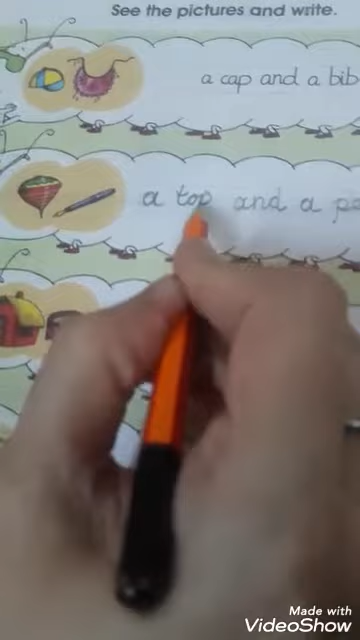 See the pictures and write.
a cap and a bib
a top and a
Made with
VideoShow